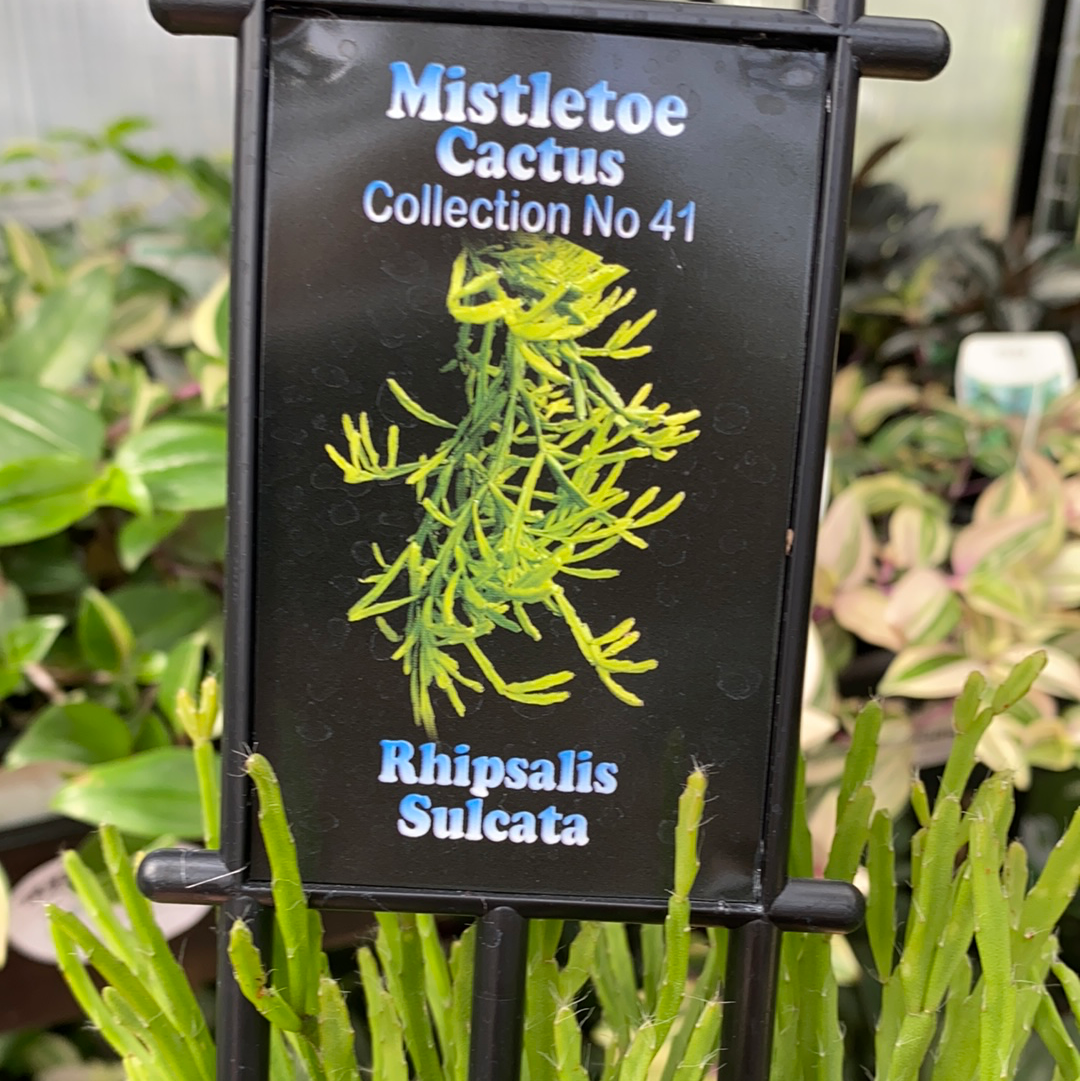 Mistletoe
Cactus
Collection No 41
Rhipsalis
Sulcata